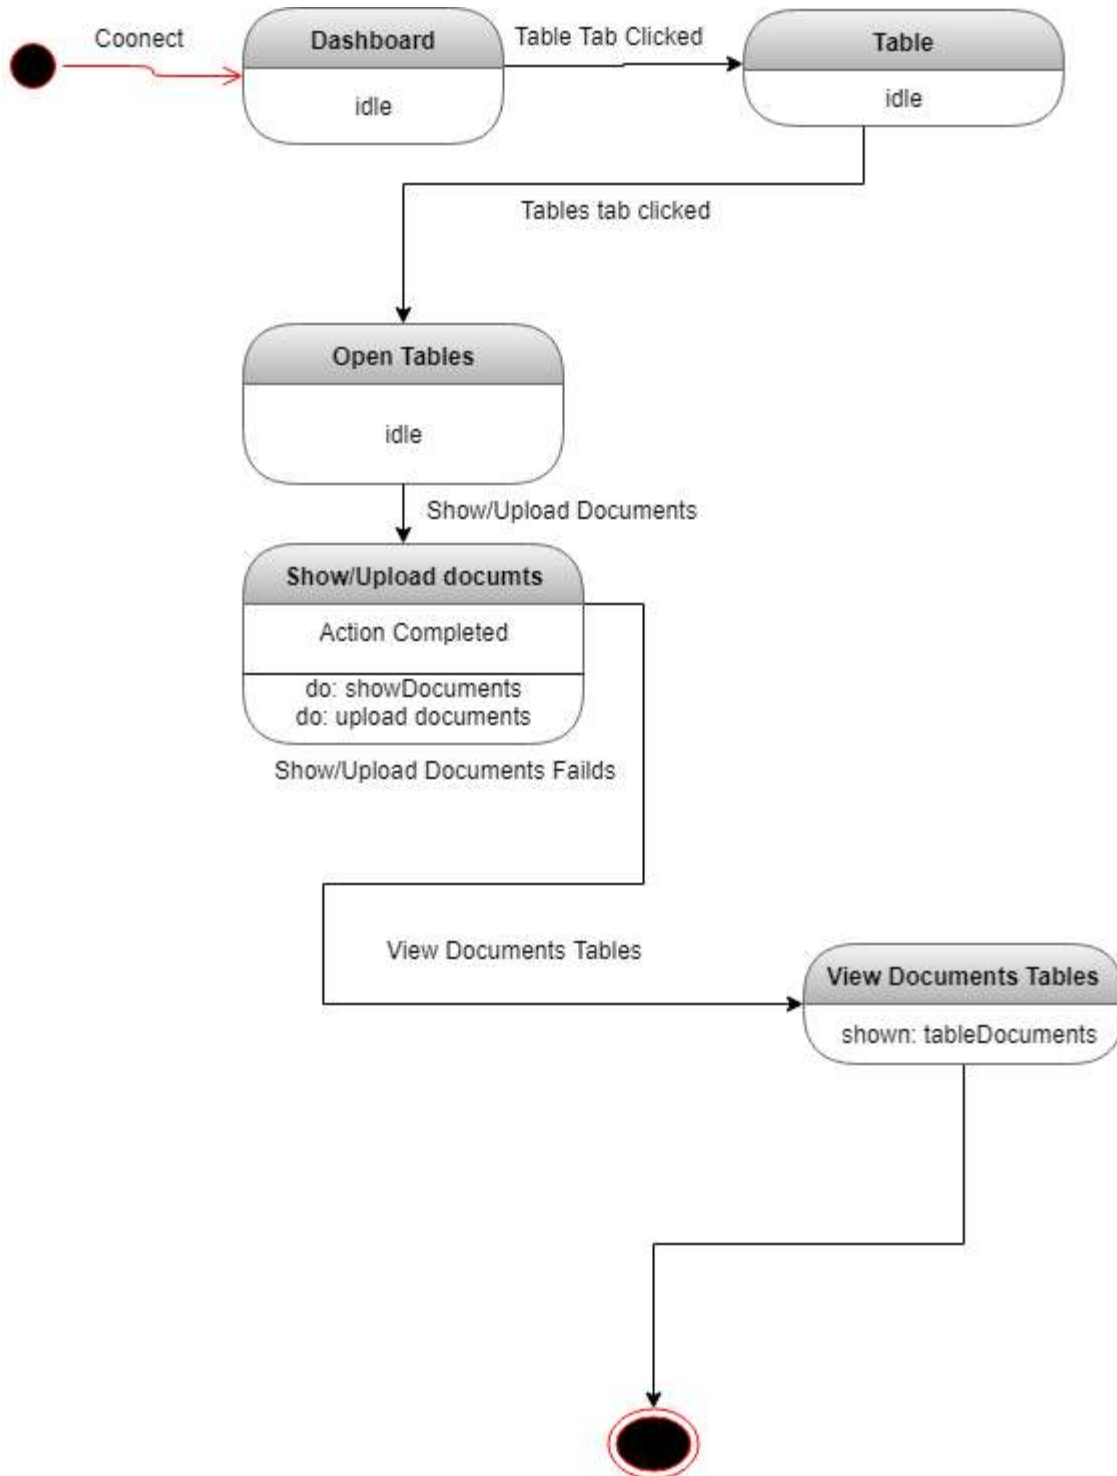 Coonect
Dashboard
idle
Table Tab Clicked
Table
idle
Tables tab clicked
Open Tables
idle
Show/Upload Documents
Show/Upload documts
Action Completed
do: showDocuments
do: upload documents
Show/Upload Documents Failds
View Documents Tables
View Documents Tables
shown: tableDocuments